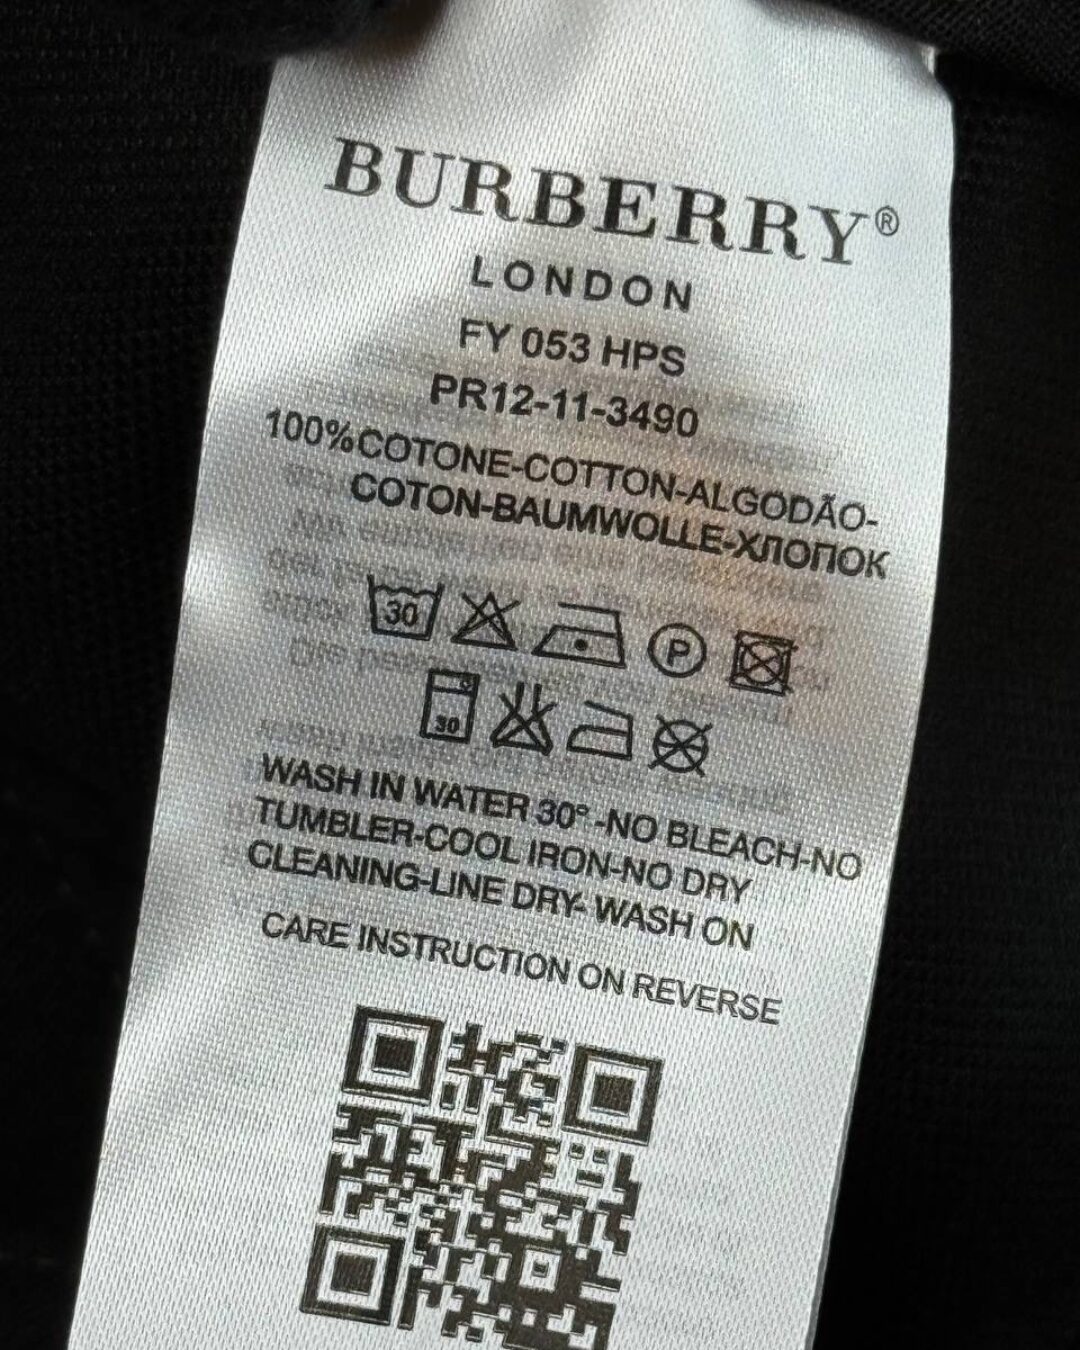 BURBERRY®
LONDON
FY 053 HPS
PR12-11-3490
100%COTONE-COTTON-ALGODÃO-
COTON-BAUMWOLLE-ХЛОПОК
30
P
30
WASH IN WATER 30°-NO BLEACH-NO
TUMBLER-COOL IRON-NO DRY
CLEANING-LINE DRY- WASH ON
CARE INSTRUCTION ON REVERSE